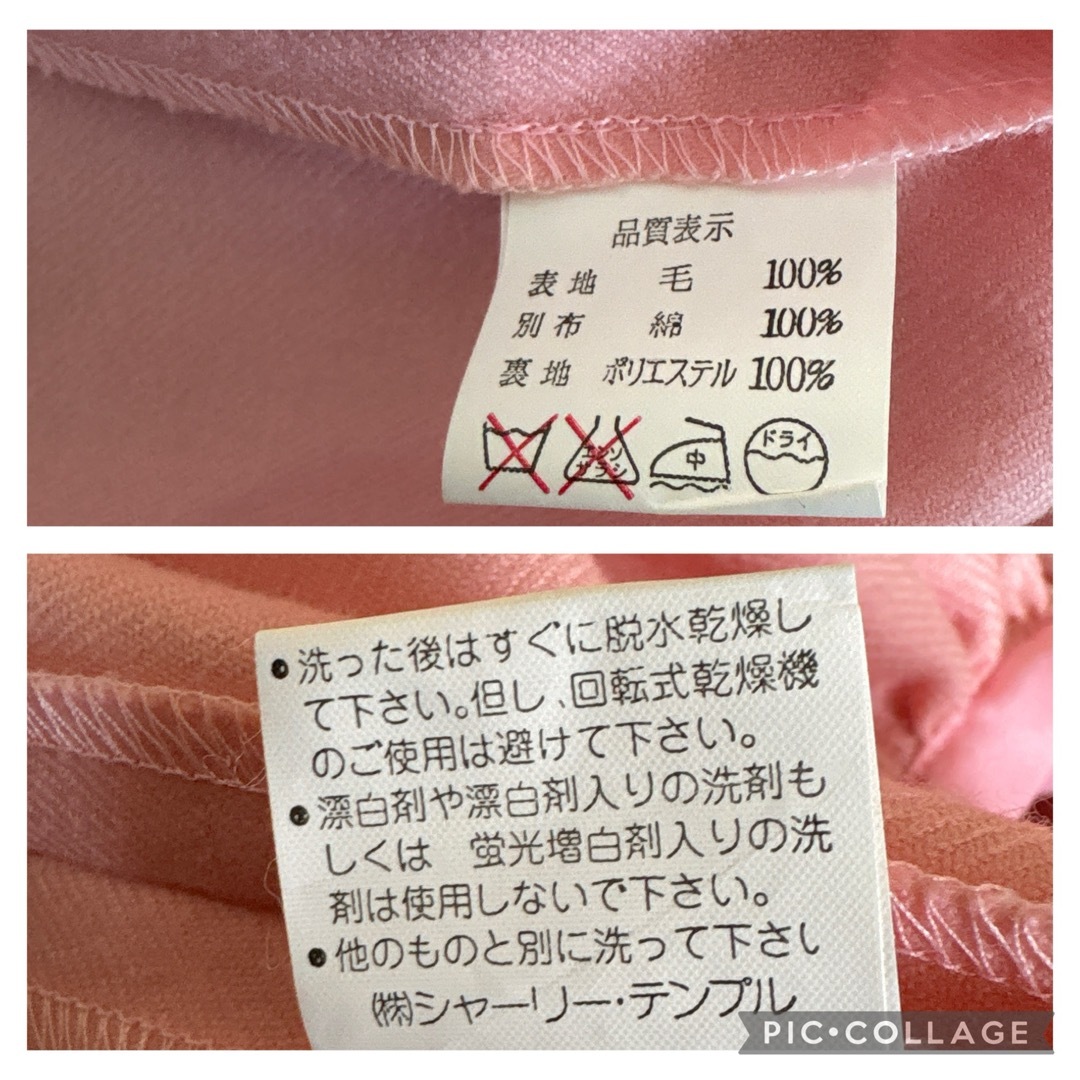 品質表示
表地 毛 100%
別布 綿 100%
裏地 ポリエステル 100%
エンソ サラシ 中 ドライ
•洗った後はすぐに脱水乾燥し
て下さい。但し、回転式乾燥機
のご使用は避けて下さい。
•漂白剤や漂白剤入りの洗剤も
しくは 蛍光増白剤入りの洗
剤は使用しないで下さい。
•他のものと別に洗って下さい
㈱シャーリー・テンプル
PIC•COLLAGE